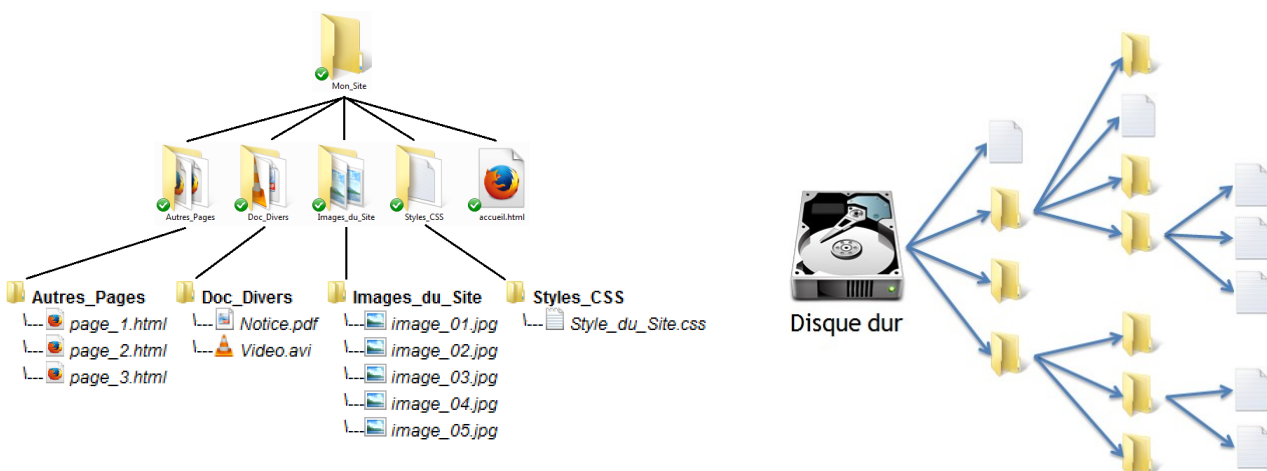 Mon_Site
Autres_Pages
Doc_Divers
Images_du_Site
Styles_CSS
accueil.html
Autres_Pages
page_1.html
page_2.html
page_3.html
Doc_Divers
Notice.pdf
Video.avi
Images_du_Site
image_01.jpg
image_02.jpg
image_03.jpg
image_04.jpg
image_05.jpg
Styles_CSS
Style_du_Site.css
Disque dur